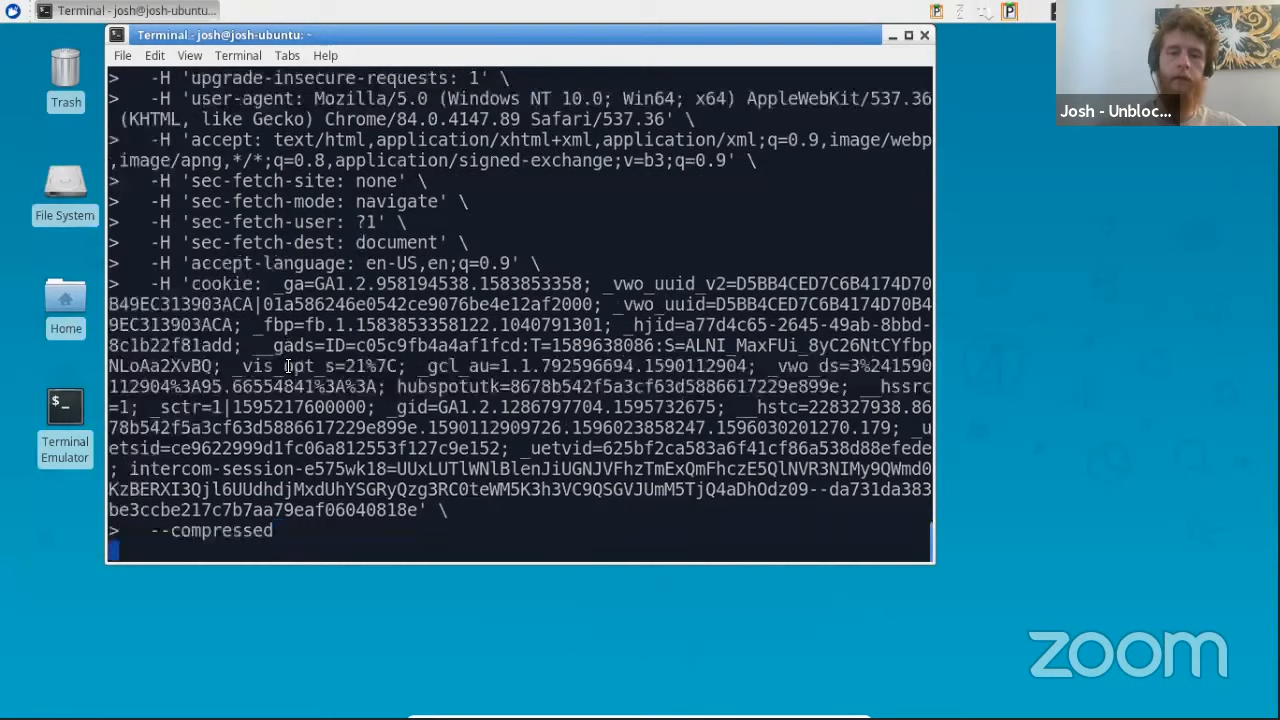 Terminal - josh@josh-ubuntu...
Terminal - josh@josh-ubuntu: ~
File Edit View Terminal Tabs Help
>   -H 'upgrade-insecure-requests: 1' \
>   -H 'user-agent: Mozilla/5.0 (Windows NT 10.0; Win64; x64) AppleWebKit/537.36
(KHTML, like Gecko) Chrome/84.0.4147.89 Safari/537.36' \
>   -H 'accept: text/html,application/xhtml+xml,application/xml;q=0.9,image/webp
,image/apng,*/*;q=0.8,application/signed-exchange;v=b3;q=0.9' \
>   -H 'sec-fetch-site: none' \
>   -H 'sec-fetch-mode: navigate' \
>   -H 'sec-fetch-user: ?1' \
>   -H 'sec-fetch-dest: document' \
>   -H 'accept-language: en-US,en;q=0.9' \
>   -H 'cookie: _ga=GA1.2.958194538.1583853358; _vwo_uuid_v2=D5BB4CED7C6B4174D70
B49EC313903ACA|01a586246e0542ce9076be4e12af2000; _vwo_uuid=D5BB4CED7C6B4174D70B4
9EC313903ACA; _fbp=fb.1.1583853358122.1040791301; _hjid=a77d4c65-2645-49ab-8bbd-
8c1b22f81add; __gads=ID=c05c9fb4a4af1fcd:T=1589638086:S=ALNI_MaxFUi_8yC26NtCYfbp
NLoAa2XvBQ; _vis_opt_s=21%7C; _gcl_au=1.1.792596694.1590112904; _vwo_ds=3%241590
112904%3A95.66554841%3A%3A; hubspotutk=8678b542f5a3cf63d5886617229e899e; __hssrc
=1; _sctr=1|1595217600000; _gid=GA1.2.1286797704.1595732675; __hstc=228327938.86
78b542f5a3cf63d5886617229e899e.1590112909726.1596023858247.1596030201270.179; _u
etsid=ce9622999d1fc06a812553f127c9e152; _uetvid=625bf2ca583a6f41cf86a538d88efede
; intercom-session-e575wk18=UUxLUTlWNlBlenJiUGNJVFhzTmExQmFhczE5QlNVR3NIMy9QWmd0
KzBERXI3Qjl6UUdhdjMxdUhYSGRyQzg3RC0teWM5K3h3VC9QSGVJUmM5TjQ4aDhOdz09--da731da383
be3ccbe217c7b7aa79eaf06040818e' \
>   --compressed
Trash
File System
Home
Terminal
Emulator
Josh - Unbloc...
zoom